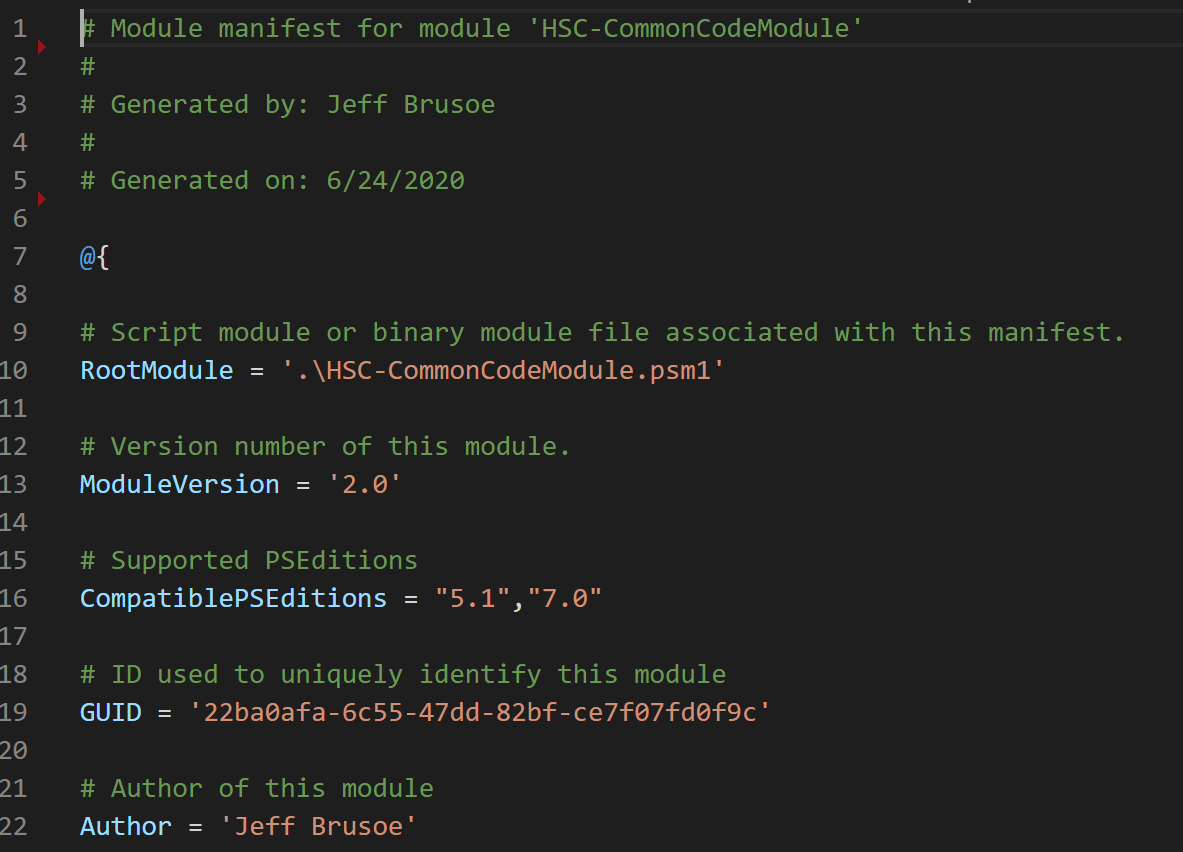 1 # Module manifest for module 'HSC-CommonCodeModule'
2 #
3 # Generated by: Jeff Brusoe
4 #
5 # Generated on: 6/24/2020
6
7 @{
8
9 # Script module or binary module file associated with this manifest.
10 RootModule = '.\HSC-CommonCodeModule.psm1'
11
12 # Version number of this module.
13 ModuleVersion = '2.0'
14
15 # Supported PSEditions
16 CompatiblePSEditions = "5.1","7.0"
17
18 # ID used to uniquely identify this module
19 GUID = '22ba0afa-6c55-47dd-82bf-ce7f07fd0f9c'
20
21 # Author of this module
22 Author = 'Jeff Brusoe'